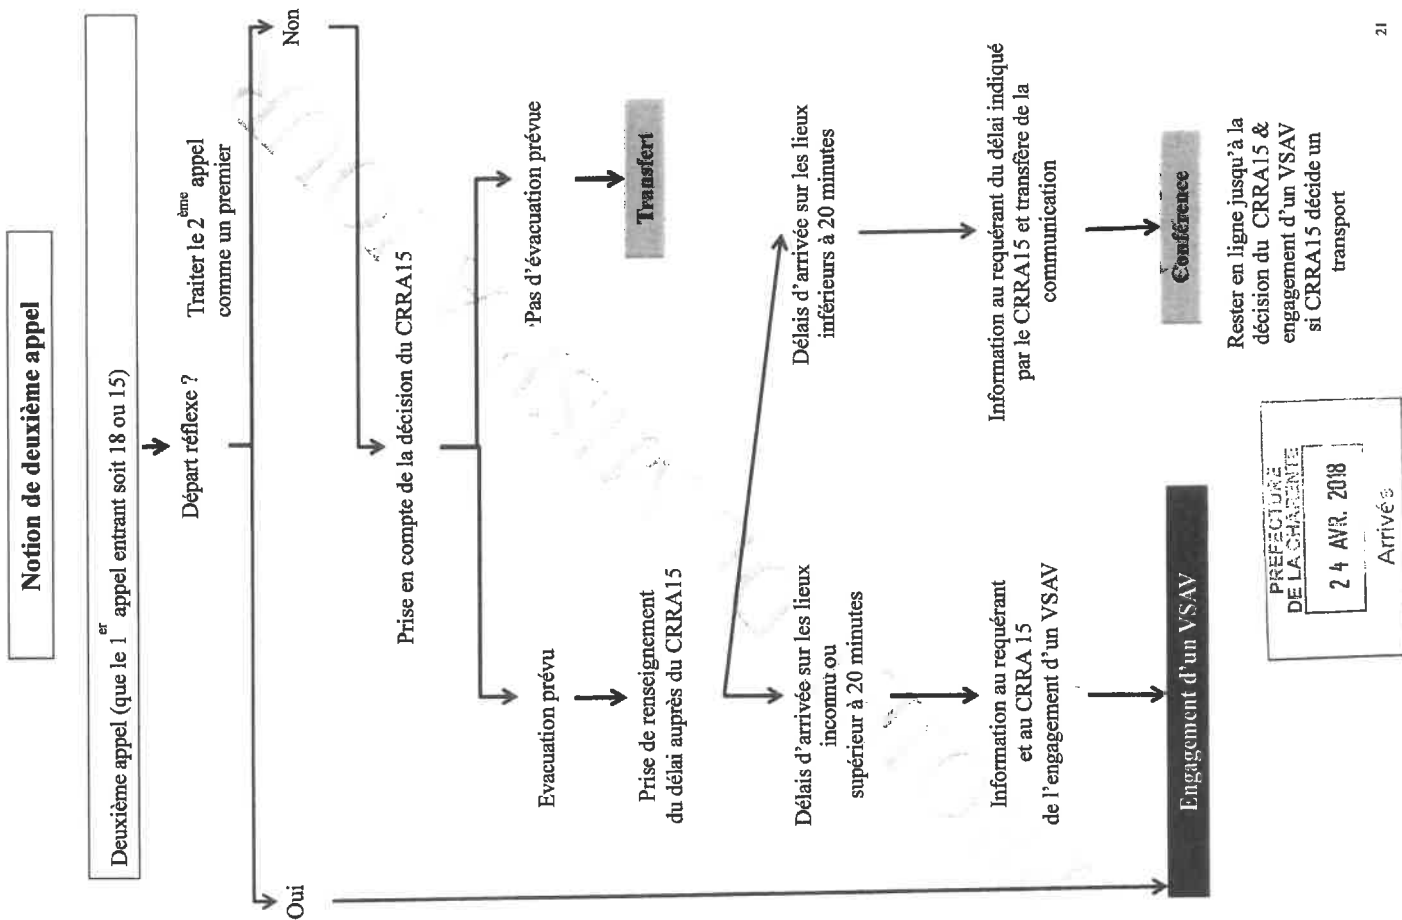 Notion de deuxième appel
Deuxième appel (que le 1er appel entrant soit 18 ou 15)
Départ réflexe ?
Traiter le 2ème appel
comme un premier
Oui
Non
Prise en compte de la décision du CRRA15
Evacuation prévu
Pas d'évacuation prévue
Prise de renseignement
du délai auprès du CRRA15
Transfert
Délais d'arrivée sur les lieux
inconnu ou
supérieur à 20 minutes
Délais d'arrivée sur les lieux
inférieurs à 20 minutes
Information au requérant
et au CRRA 15
de l'engagement d'un VSAV
Information au requérant du délai indiqué
par le CRRA15 et transfère de la
communication
Engagement d'un VSAV
Conférence
Rester en ligne jusqu'à la
décision du CRRA15 &
engagement d'un VSAV
si CRRA15 décide un
transport
PREFECTURE
DE LA CHARENTE
24 AVR. 2018
Arrivée
21